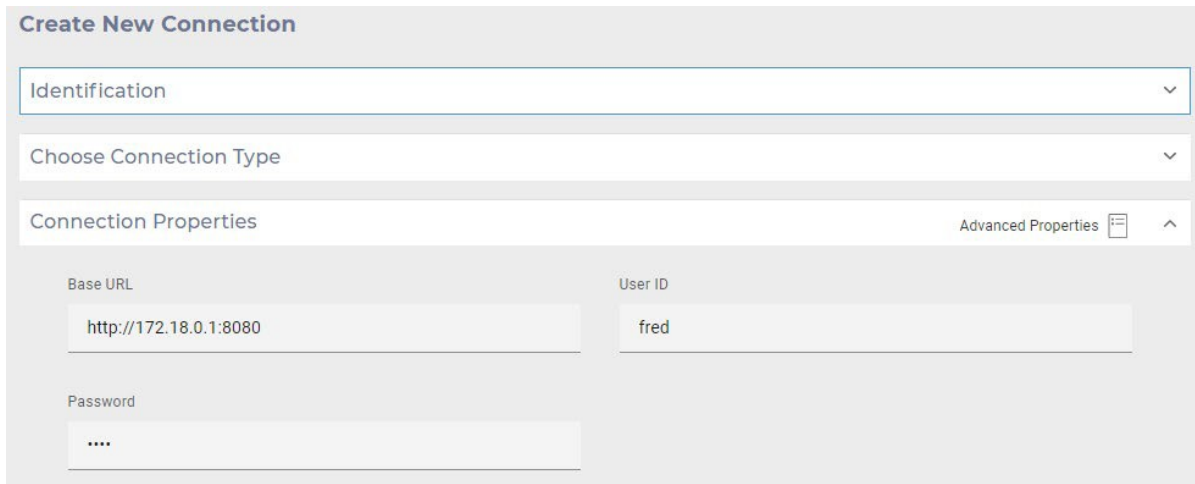 Create New Connection
Identification
Choose Connection Type
Connection Properties
Advanced Properties
Base URL
User ID
http://172.18.0.1:8080
fred
Password
••••